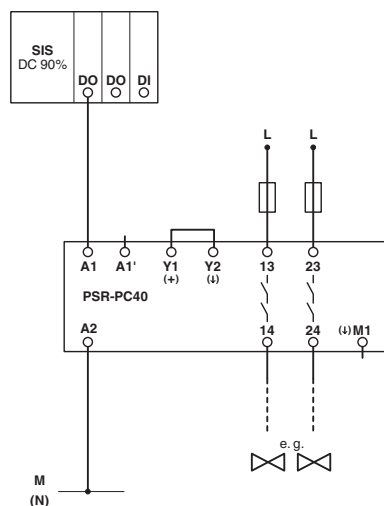 SIS
DC 90%
DO DO DI
L L
A1 A1' Y1 Y2 13 23
(+) (↓)
PSR-PC40
A2 14 24 (↓) M1
e. g.
M
(N)